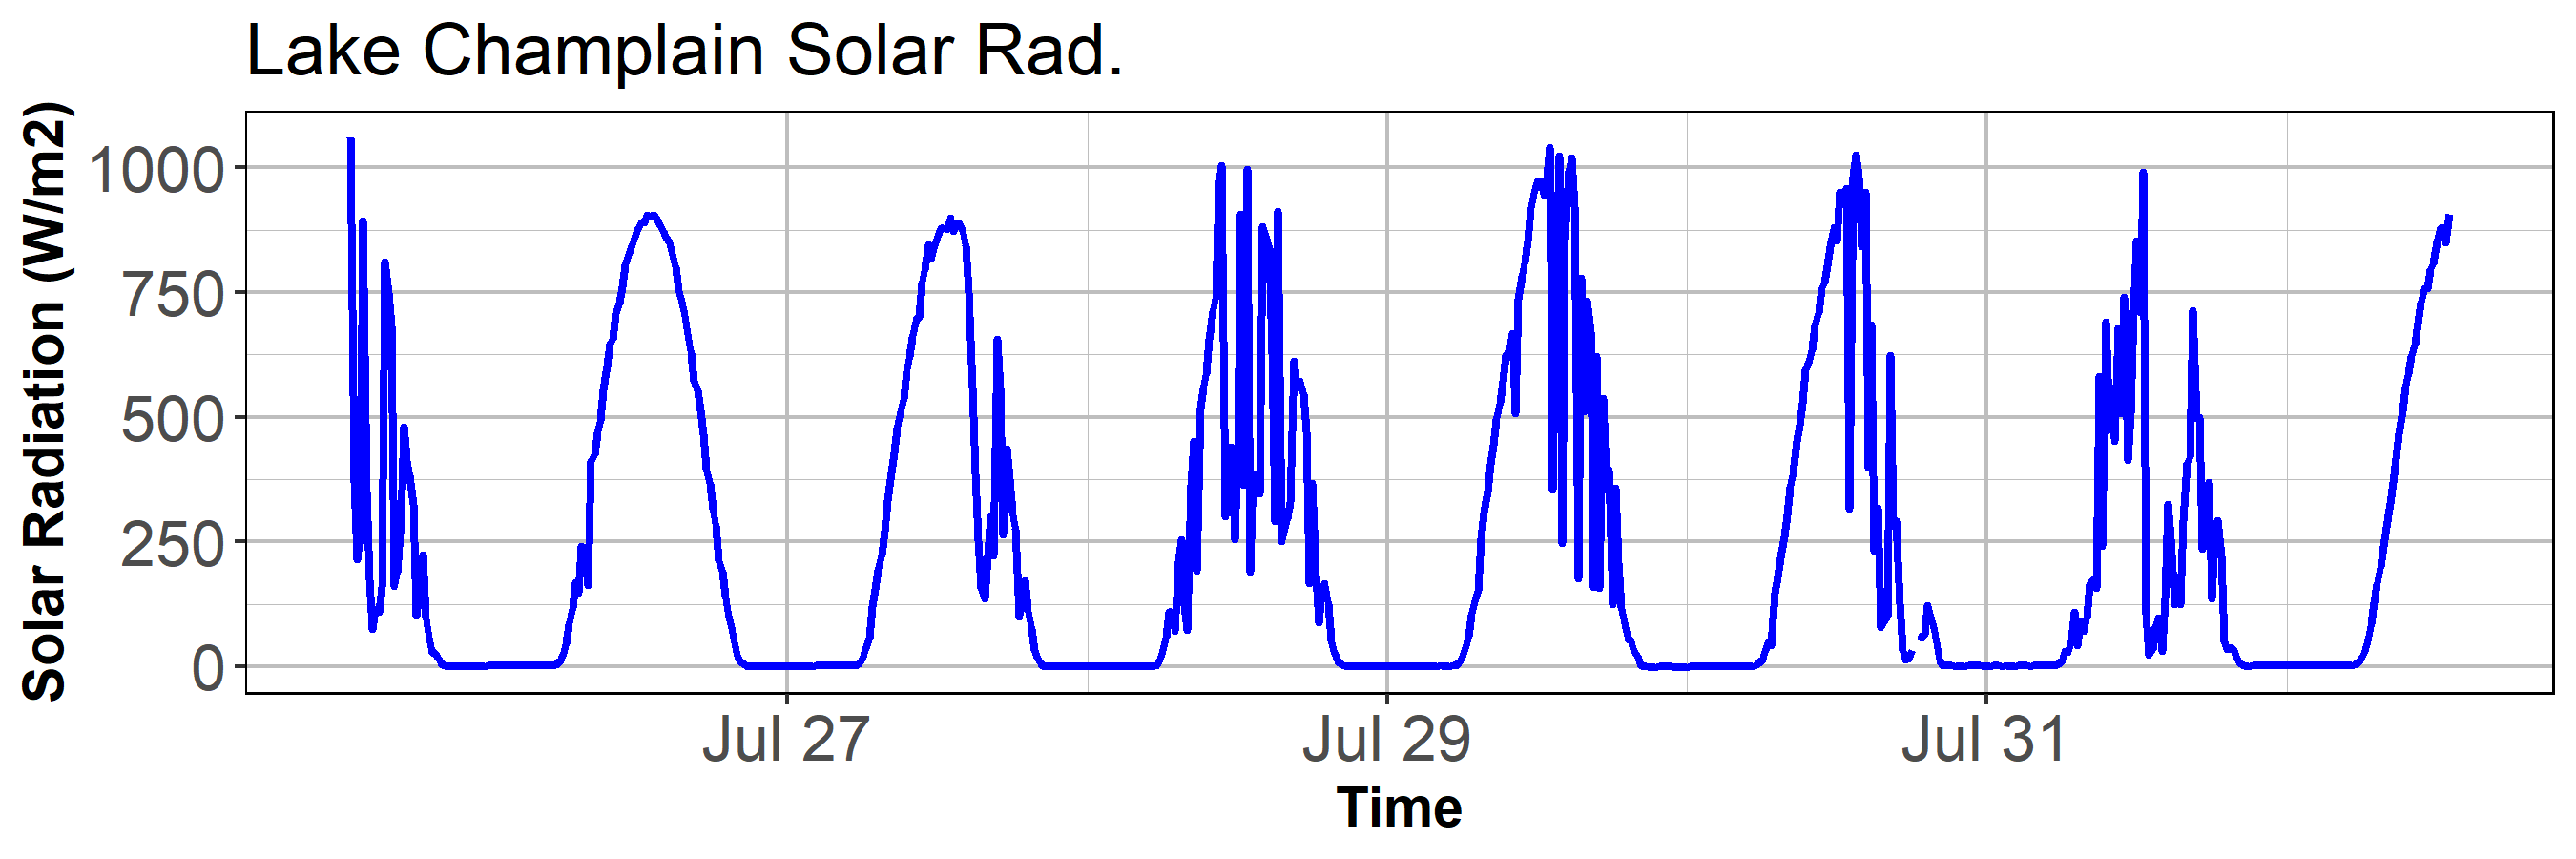 Lake Champlain Solar Rad.
Solar Radiation (W/m2)
1000
750
500
250
0
Jul 27 Jul 29 Jul 31
Time